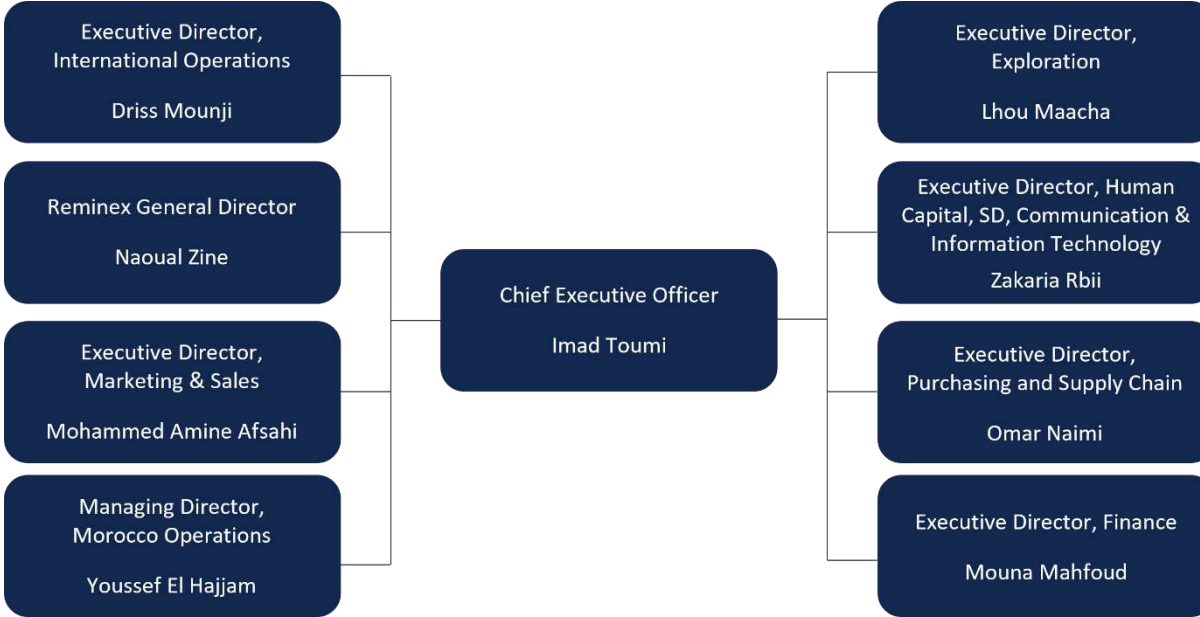 Executive Director,
International Operations
Driss Mounji
Reminex General Director
Naoual Zine
Executive Director,
Marketing & Sales
Mohammed Amine Afsahi
Managing Director,
Morocco Operations
Youssef El Hajjam
Chief Executive Officer
Imad Toumi
Executive Director,
Exploration
Lhou Maacha
Executive Director, Human
Capital, SD, Communication &
Information Technology
Zakaria Rbii
Executive Director,
Purchasing and Supply Chain
Omar Naimi
Executive Director, Finance
Mouna Mahfoud